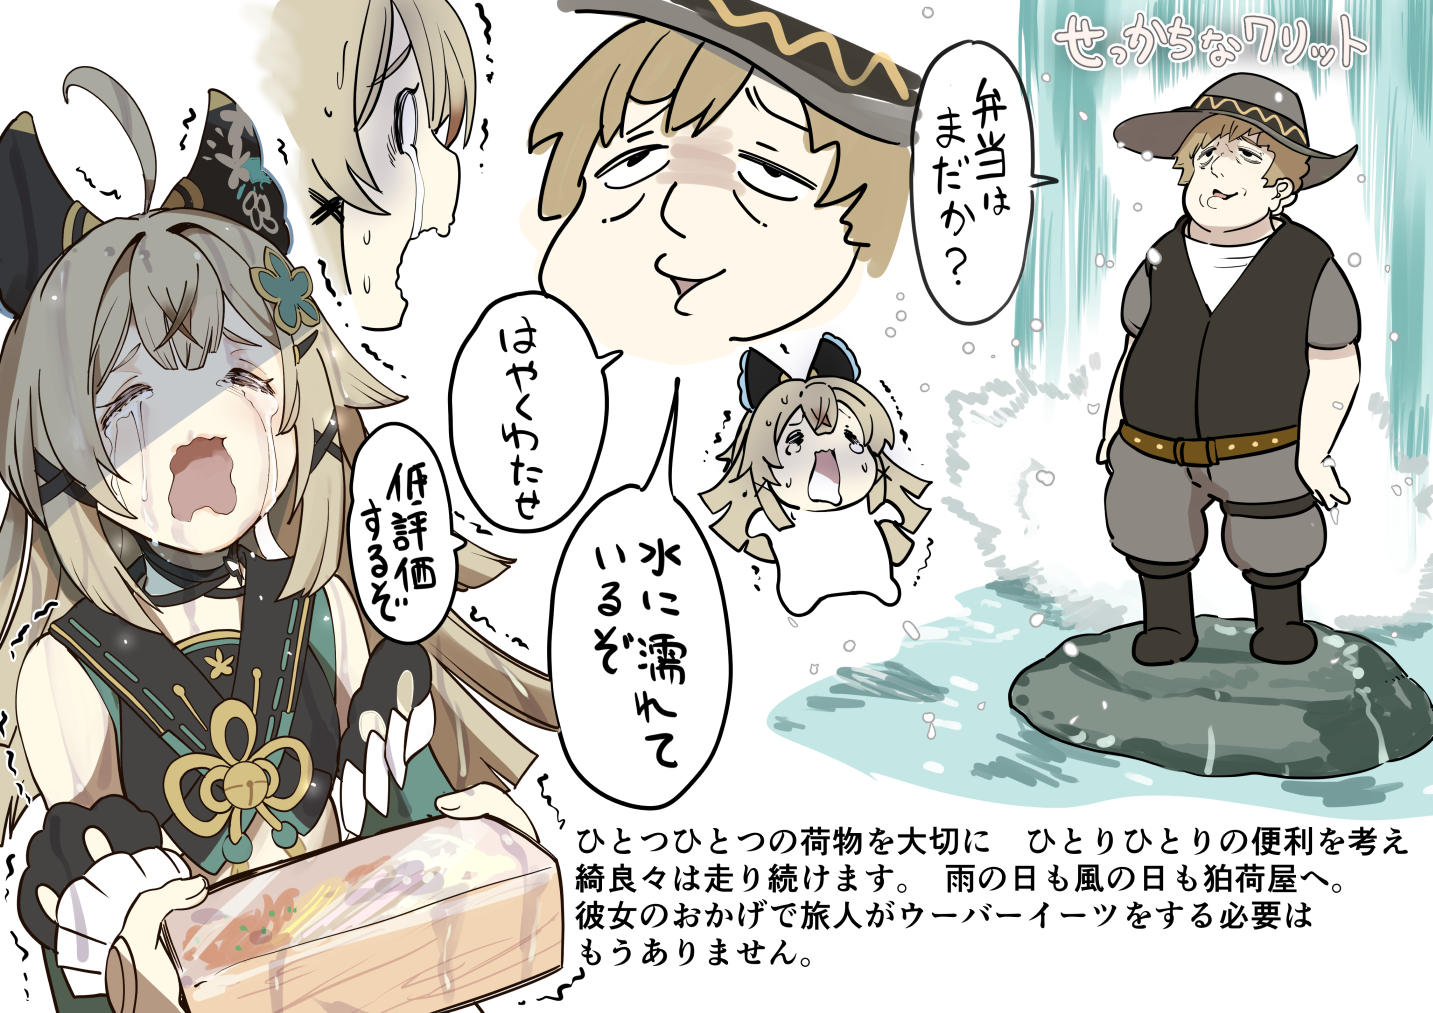 せっかちなワリット
弁当は
まだか？
はやくわたせ
水に濡れて
いるぞ
低評価
するぞ
ひとつひとつの荷物を大切に　ひとりひとりの便利を考え
綺良々は走り続けます。　雨の日も風の日も狛荷屋へ。
彼女のおかげで旅人がウーバーイーツをする必要は
もうありません。